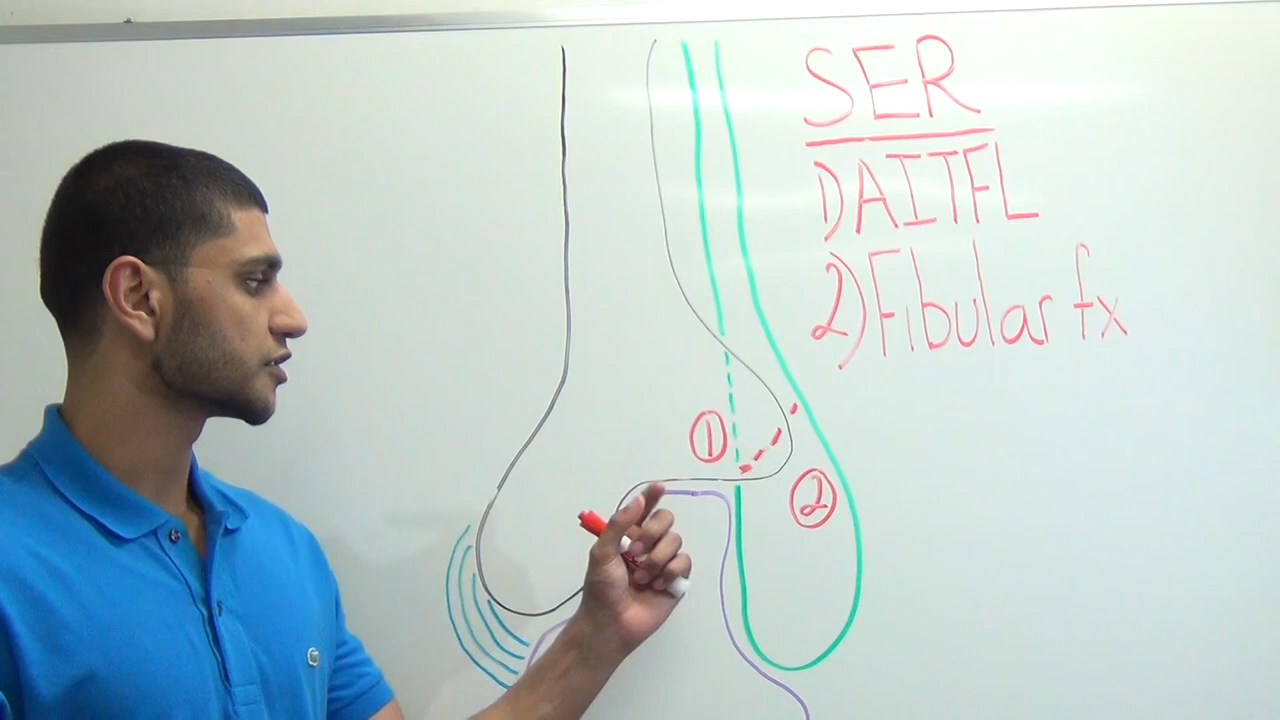 SER
1) AITFL
2) Fibular fx
①
②